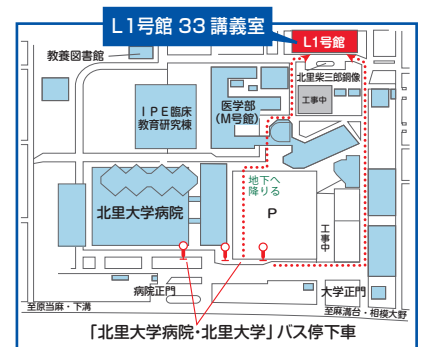 L1号館 33 講義室
L1号館
教養図書館
北里柴三郎銅像
工事中
IPE臨床
教育研究棟
医学部
(M号館)
地下へ
降りる
北里大学病院
P
工事中
病院正門
大学正門
至原当麻・下溝
至麻溝台・相模大野
「北里大学病院・北里大学」バス停下車